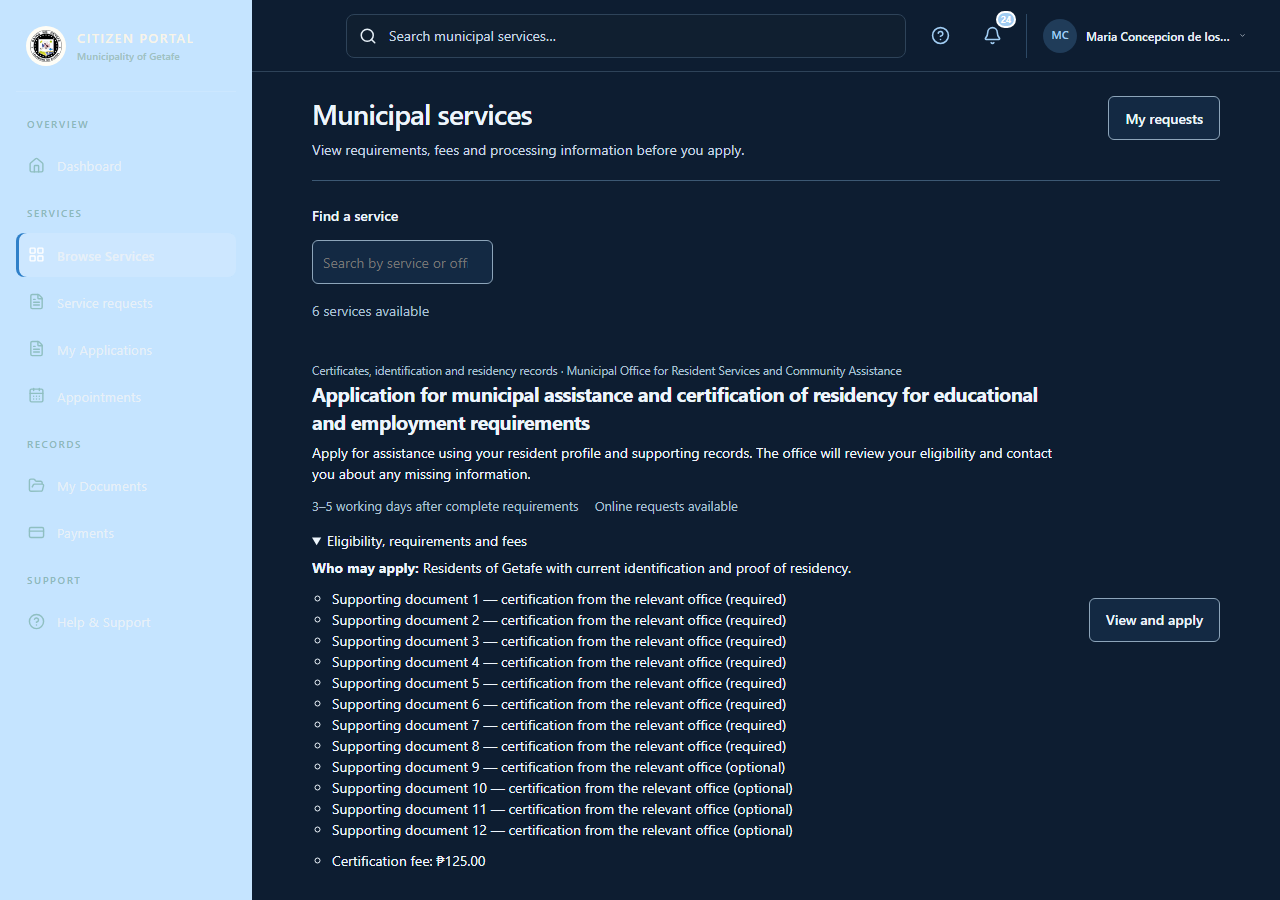 CITIZEN PORTAL
Municipality of Getafe
OVERVIEW
Dashboard
SERVICES
Browse Services
Service requests
My Applications
Appointments
RECORDS
My Documents
Payments
SUPPORT
Help & Support
Search municipal services...
24
MC
Maria Concepcion de los...
Municipal services
View requirements, fees and processing information before you apply.
My requests
Find a service
Search by service or off
6 services available
Certificates, identification and residency records · Municipal Office for Resident Services and Community Assistance
Application for municipal assistance and certification of residency for educational
and employment requirements
Apply for assistance using your resident profile and supporting records. The office will review your eligibility and contact
you about any missing information.
3–5 working days after complete requirements Online requests available
Eligibility, requirements and fees
Who may apply: Residents of Getafe with current identification and proof of residency.
Supporting document 1 — certification from the relevant office (required)
Supporting document 2 — certification from the relevant office (required)
Supporting document 3 — certification from the relevant office (required)
Supporting document 4 — certification from the relevant office (required)
Supporting document 5 — certification from the relevant office (required)
Supporting document 6 — certification from the relevant office (required)
Supporting document 7 — certification from the relevant office (required)
Supporting document 8 — certification from the relevant office (required)
Supporting document 9 — certification from the relevant office (optional)
Supporting document 10 — certification from the relevant office (optional)
Supporting document 11 — certification from the relevant office (optional)
Supporting document 12 — certification from the relevant office (optional)
Certification fee: ₱125.00
View and apply